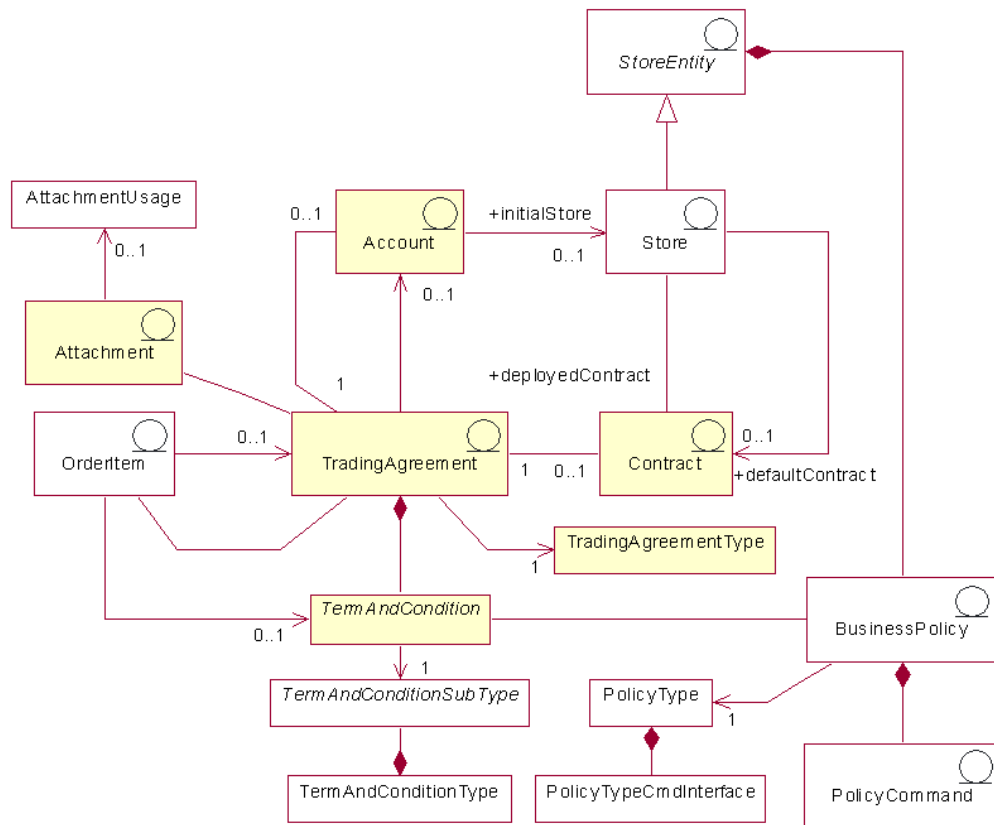 StoreEntity
AttachmentUsage
0..1
0..1
Account
+initialStore
0..1
Store
0..1
Attachment
1
+deployedContract
OrderItem
0..1
TradingAgreement
1
0..1
Contract
0..1
+defaultContract
TradingAgreementType
1
TermAndCondition
0..1
BusinessPolicy
1
TermAndConditionSubType
PolicyType
1
TermAndConditionType
PolicyTypeCmdInterface
PolicyCommand